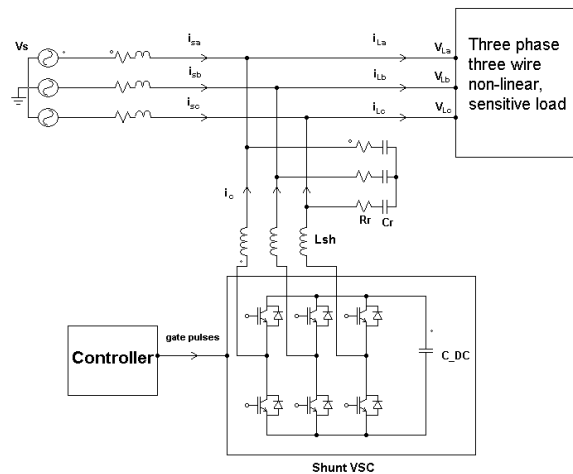 Vs
isa
iLa
VLa
isb
iLb
VLb
isc
iLc
VLc
Three phase
three wire
non-linear,
sensitive load
ic
Rr
Cr
Lsh
Controller
gate pulses
C_DC
Shunt VSC